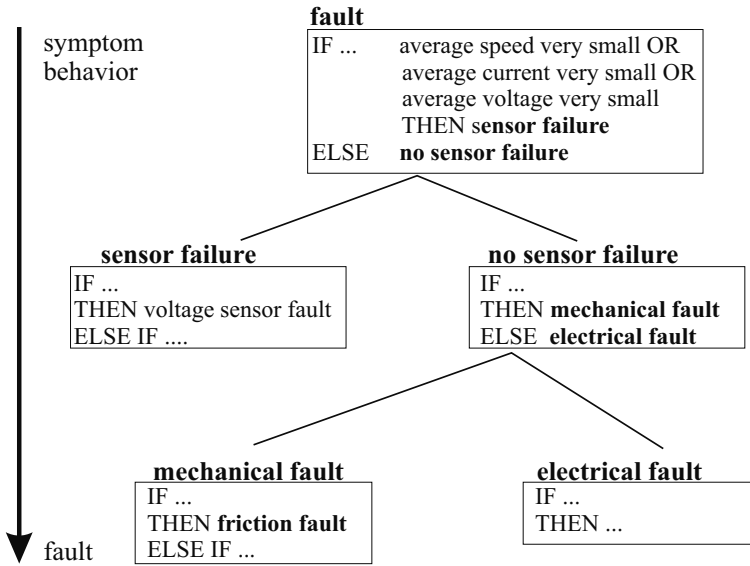 fault
symptom
behavior
IF ... average speed very small OR
average current very small OR
average voltage very small
THEN sensor failure
ELSE no sensor failure
sensor failure
IF ...
THEN voltage sensor fault
ELSE IF ....
no sensor failure
IF ...
THEN mechanical fault
ELSE electrical fault
mechanical fault
IF ...
THEN friction fault
ELSE IF ...
electrical fault
IF ...
THEN ...
fault